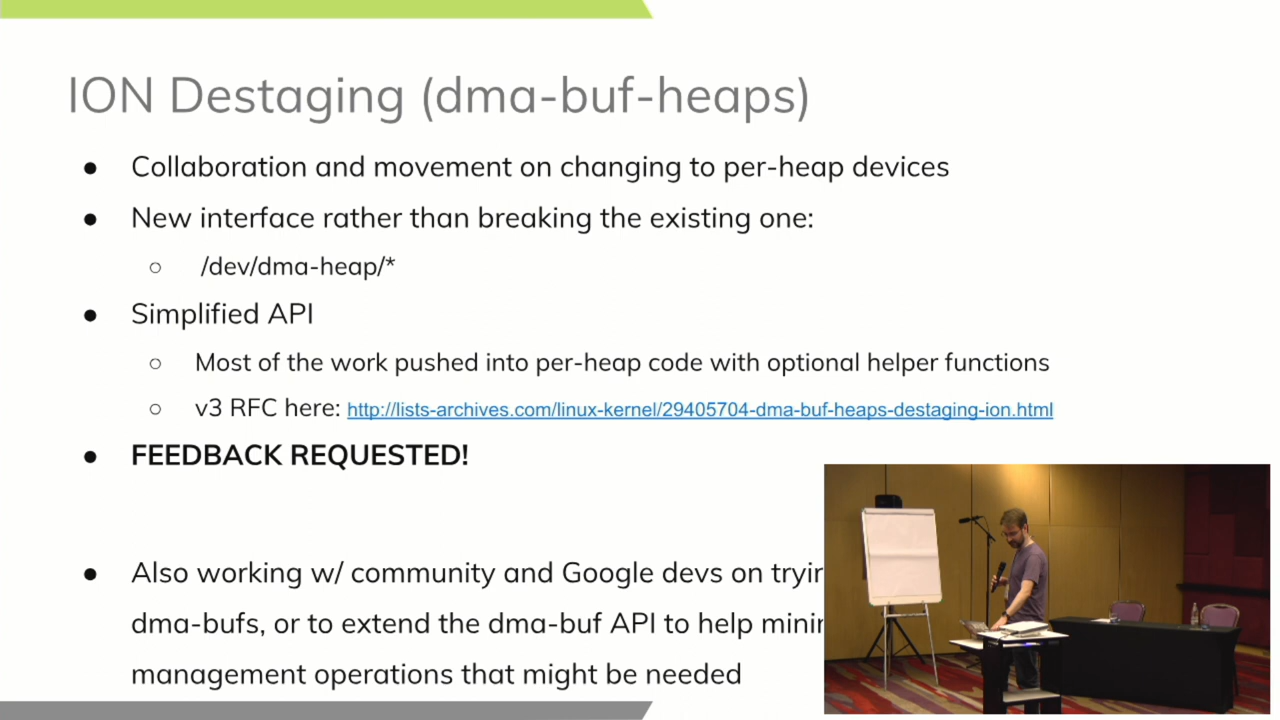 ION Destaging (dma-buf-heaps)
● Collaboration and movement on changing to per-heap devices
● New interface rather than breaking the existing one:
○ /dev/dma-heap/*
● Simplified API
○ Most of the work pushed into per-heap code with optional helper functions
○ v3 RFC here: http://lists-archives.com/linux-kernel/29405704-dma-buf-heaps-destaging-ion.html
● FEEDBACK REQUESTED!
● Also working w/ community and Google devs on
dma-bufs, or to extend the dma-buf API to help
management operations that might be needed